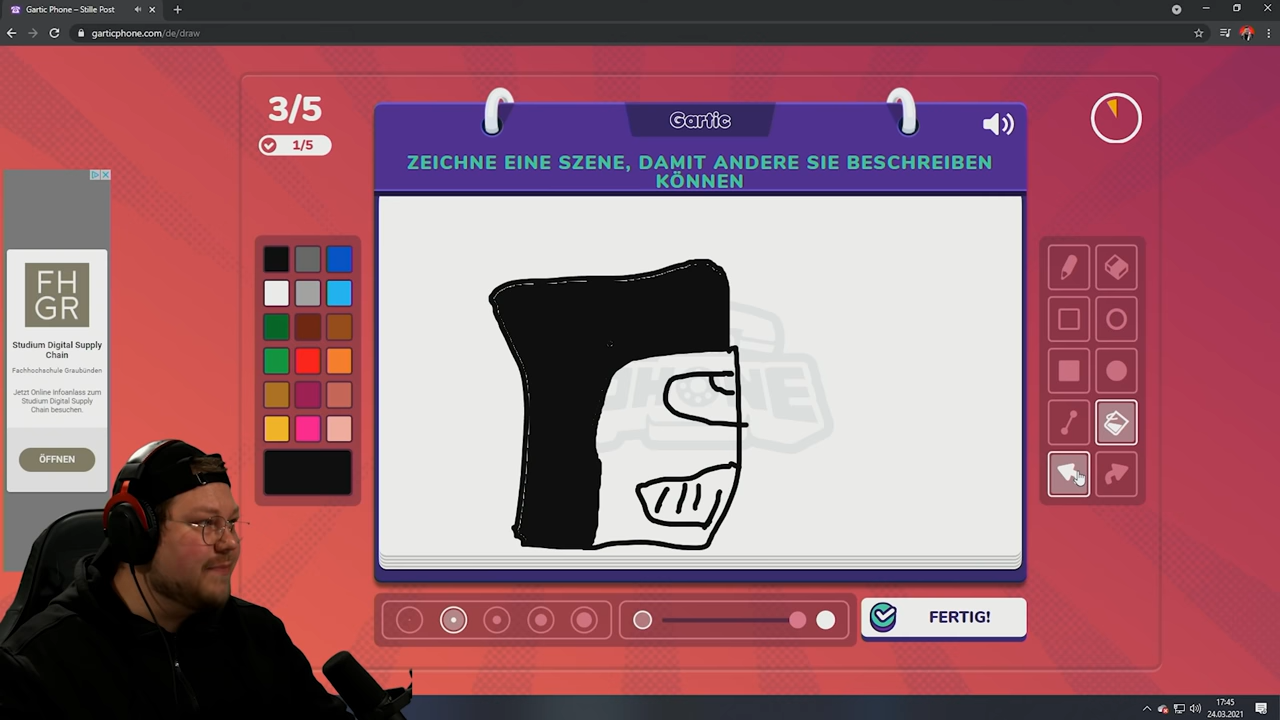 Gartic Phone – Stille Post
garticphone.com/de/draw
3/5
1/5
Gartic
ZEICHNE EINE SZENE, DAMIT ANDERE SIE BESCHREIBEN
KÖNNEN
FH
GR
Studium Digital Supply
Chain
Fachhochschule Graubünden
Jetzt Online Infoanlass zum
Studium Digital Supply
Chain besuchen.
ÖFFNEN
PHONE
FERTIG!
17:45
24.03.2021